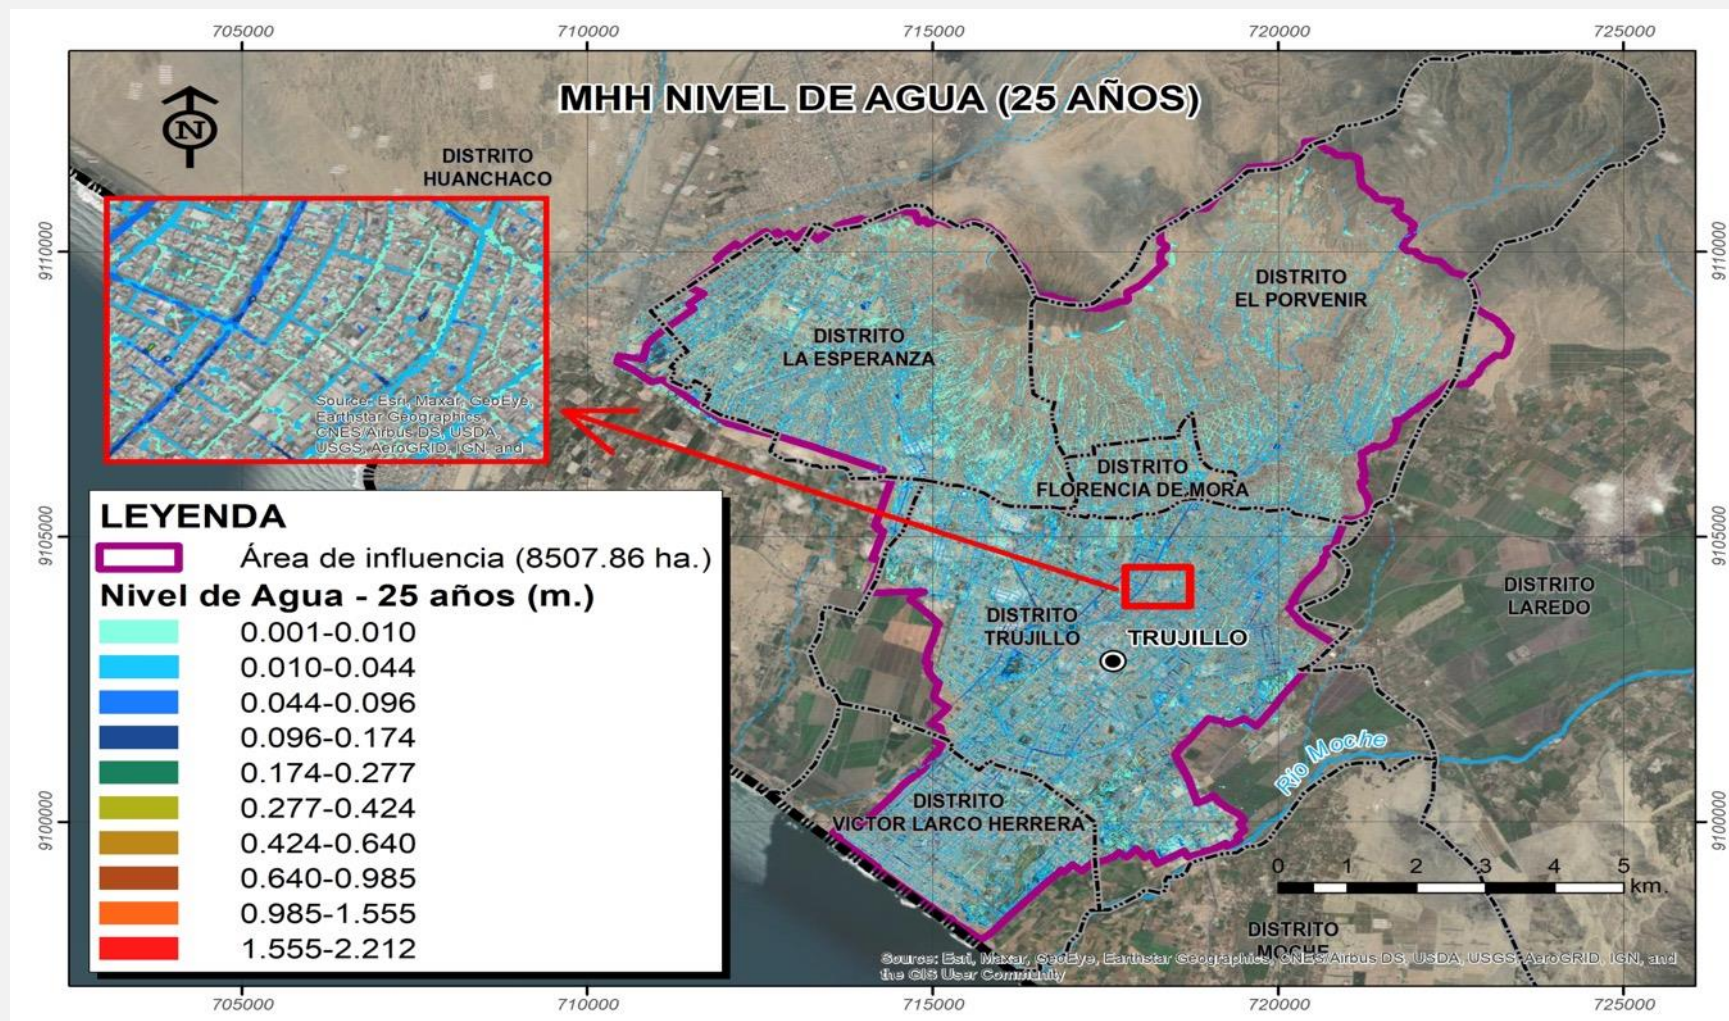 705000
710000
715000
720000
725000
MHH NIVEL DE AGUA (25 AÑOS)
N
DISTRITO
HUANCHACO
9110000
9110000
DISTRITO
EL PORVENIR
DISTRITO
LA ESPERANZA
Source: Esri, Maxar, GeoEye,
Earthstar Geographics,
CNES/Airbus DS, USDA,
USGS, AeroGRID, IGN, and
DISTRITO
FLORENCIA DE MORA
9105000
9105000
DISTRITO
TRUJILLO
TRUJILLO
DISTRITO
LAREDO
Río Moche
DISTRITO
VICTOR LARCO HERRERA
9100000
9100000
LEYENDA
Área de influencia (8507.86 ha.)
Nivel de Agua - 25 años (m.)
0.001-0.010
0.010-0.044
0.044-0.096
0.096-0.174
0.174-0.277
0.277-0.424
0.424-0.640
0.640-0.985
0.985-1.555
1.555-2.212
0 1 2 3 4 5
km.
DISTRITO
MOCHE
Source: Esri, Maxar, GeoEye, Earthstar Geographics, CNES/Airbus DS, USDA, USGS, AeroGRID, IGN, and
the GIS User Community
705000
710000
715000
720000
725000